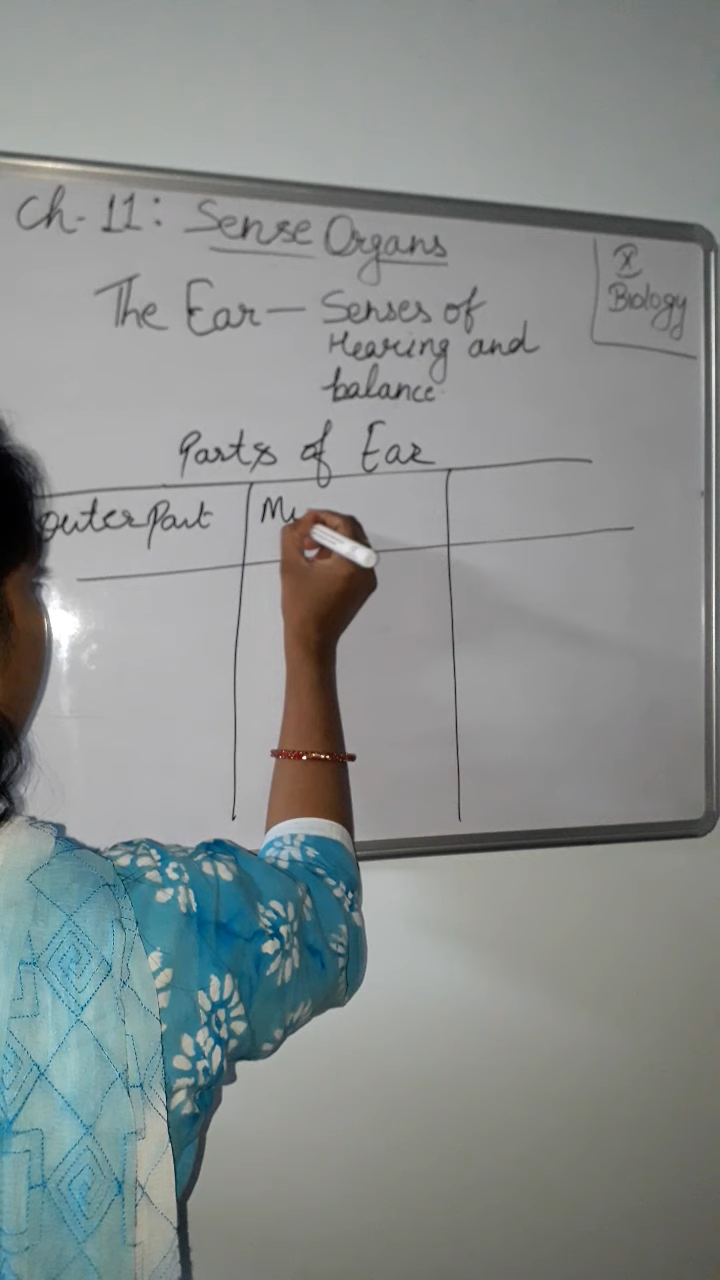 Ch-11: Sense Organs
X
Biology
The Ear — Senses of
Hearing and
balance
Parts of Ear
Outer Part